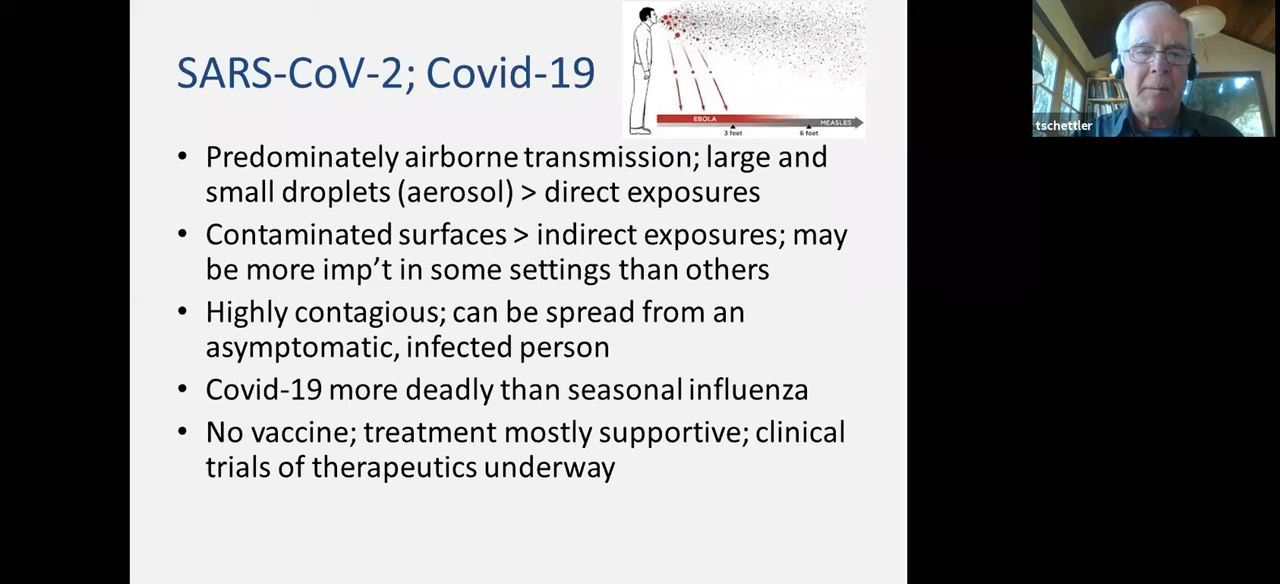 SARS-CoV-2; Covid-19
EBOLA
MEASLES
3 feet
6 feet
tschettler
• Predominately airborne transmission; large and
small droplets (aerosol) > direct exposures
• Contaminated surfaces > indirect exposures; may
be more imp’t in some settings than others
• Highly contagious; can be spread from an
asymptomatic, infected person
• Covid-19 more deadly than seasonal influenza
• No vaccine; treatment mostly supportive; clinical
trials of therapeutics underway